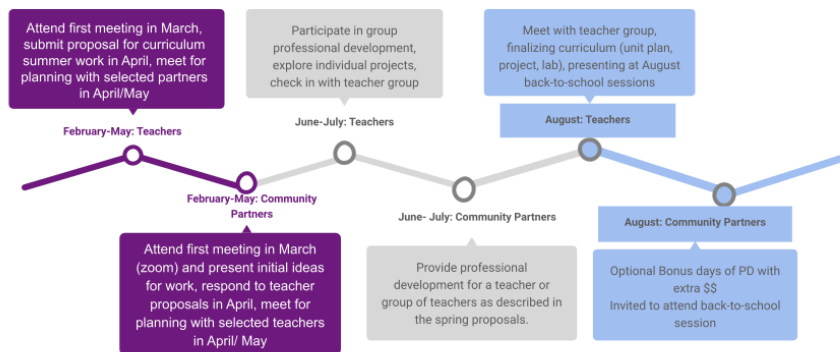 Attend first meeting in March,
submit proposal for curriculum
summer work in April, meet for
planning with selected partners
in April/May
February-May: Teachers
Participate in group
professional development,
explore individual projects,
check in with teacher group
June-July: Teachers
Meet with teacher group,
finalizing curriculum (unit plan,
project, lab), presenting at August
back-to-school sessions
August: Teachers
February-May: Community
Partners
Attend first meeting in March
(zoom) and present initial ideas
for work, respond to teacher
proposals in April, meet for
planning with selected teachers
in April/ May
June- July: Community Partners
Provide professional
development for a teacher or
group of teachers as described in
the spring proposals.
August: Community Partners
Optional Bonus days of PD with
extra $$
Invited to attend back-to-school
session